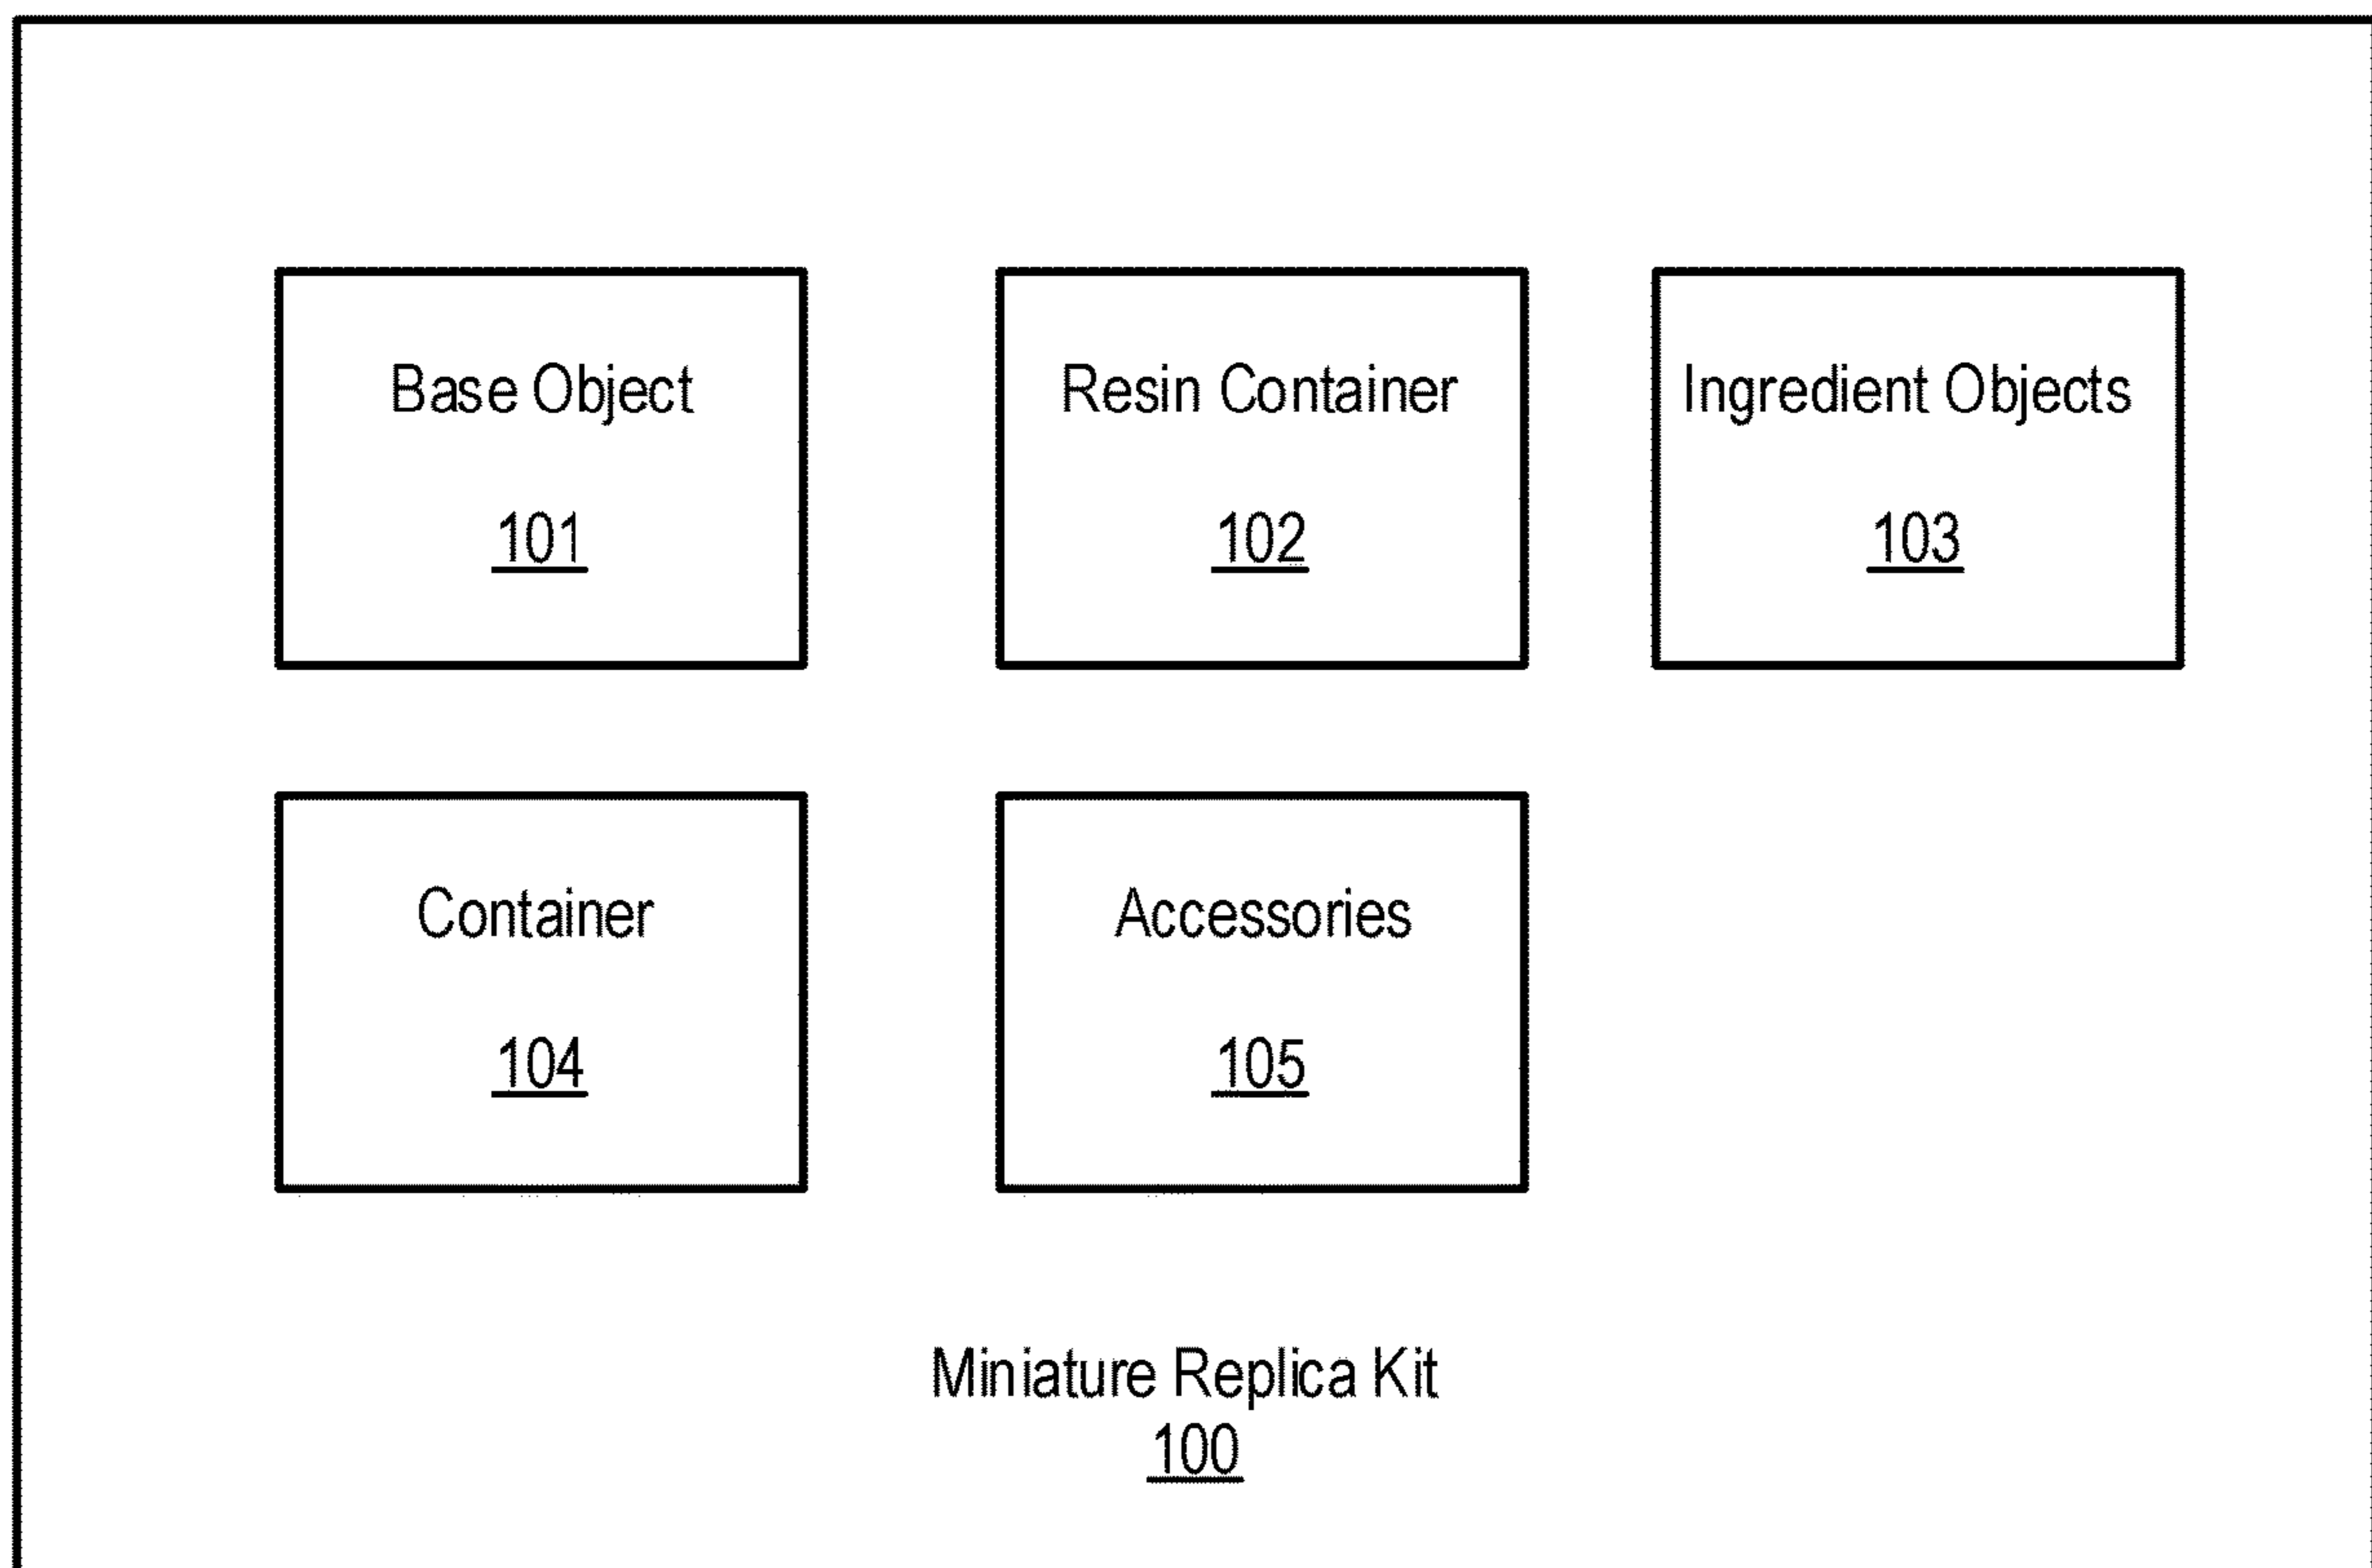 Base Object
101
Resin Container
102
Ingredient Objects
103
Container
104
Accessories
105
Miniature Replica Kit
100